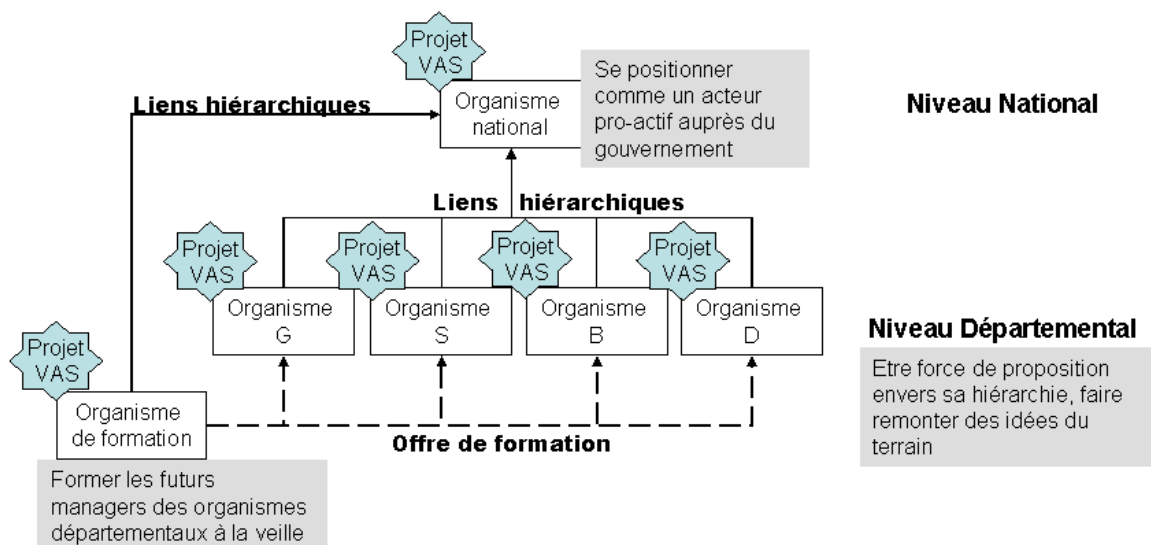 Projet
VAS
Liens hiérarchiques
Organisme
national
Se positionner
comme un acteur
pro-actif auprès du
gouvernement
Niveau National
Liens hiérarchiques
Projet
VAS
Projet
VAS
Projet
VAS
Projet
VAS
Organisme
G
Organisme
S
Organisme
B
Organisme
D
Niveau Départemental
Etre force de proposition
envers sa hiérarchie, faire
remonter des idées du
terrain
Projet
VAS
Organisme
de formation
Offre de formation
Former les futurs
managers des organismes
départementaux à la veille